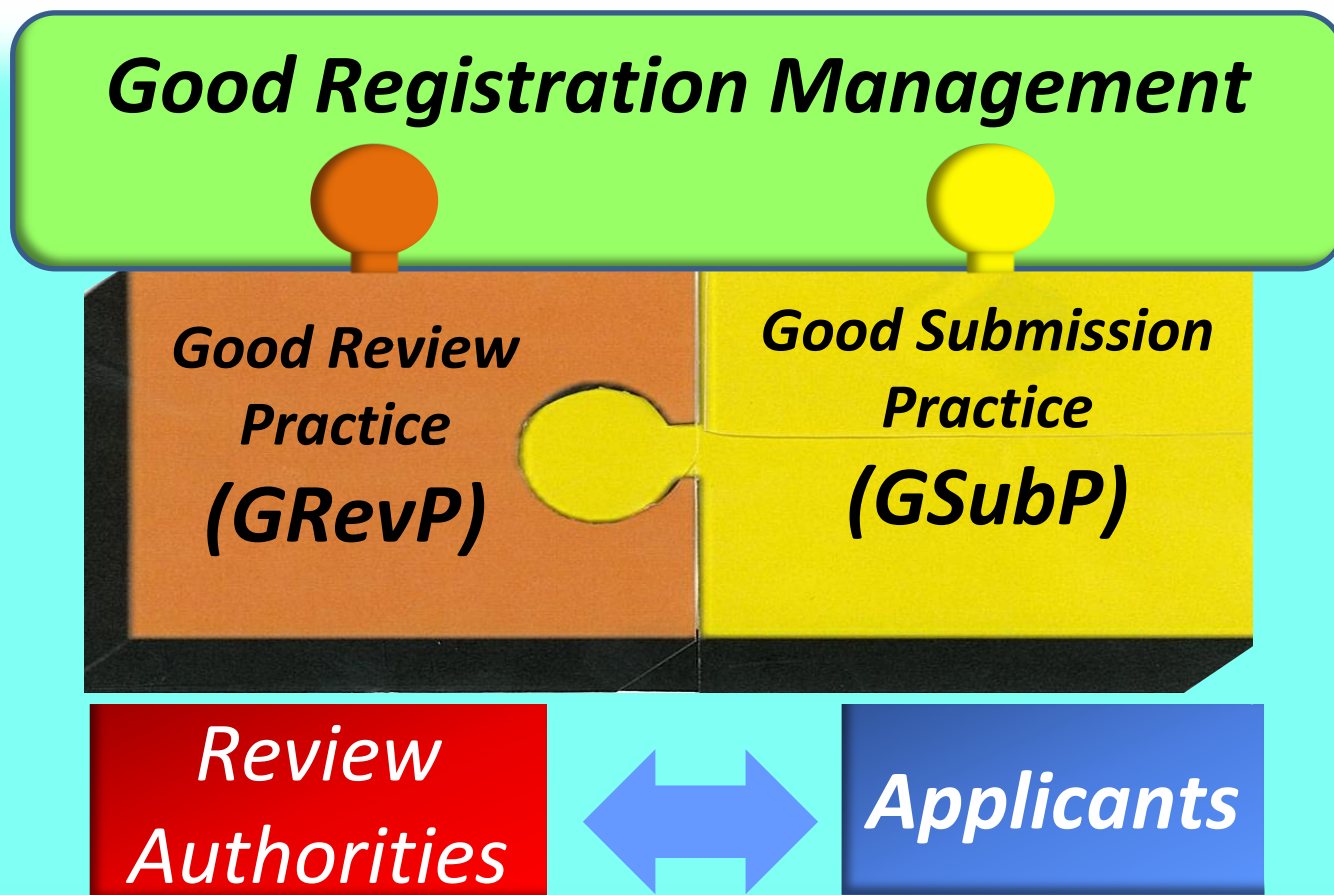 Good Registration Management
Good Review
Practice
(GRevP)
Good Submission
Practice
(GSubP)
Review
Authorities
Applicants